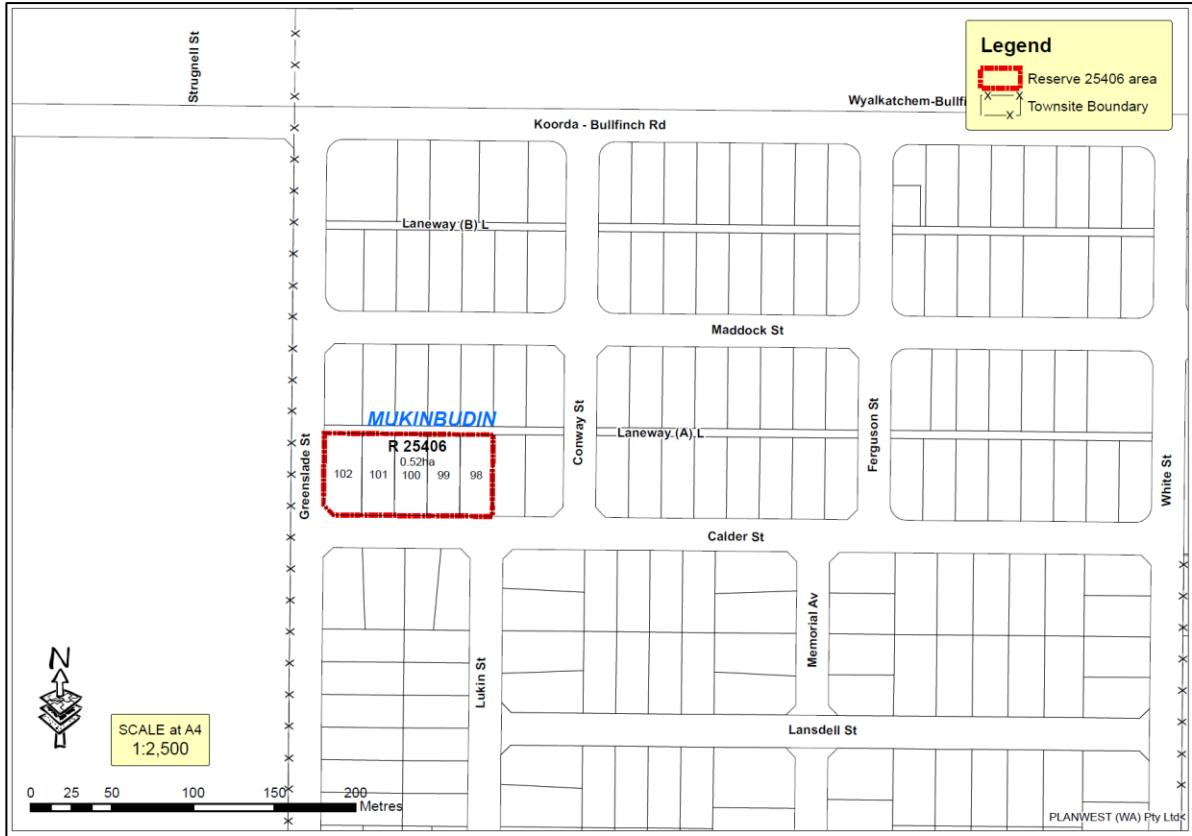 Strugnell St
Legend
Reserve 25406 area
Townsite Boundary
Wyalkatchem-Bullfi
Koorda - Bullfinch Rd
Laneway (B) L
Maddock St
MUKINBUDIN
Laneway (A) L
R 25406
0.52ha
102 101 100 99 98
Greenslade St
Conway St
Ferguson St
White St
Calder St
Memorial Av
Lukin St
Lansdell St
N
SCALE at A4
1:2,500
0 25 50 100 150 200
Metres
PLANWEST (WA) Pty Ltd